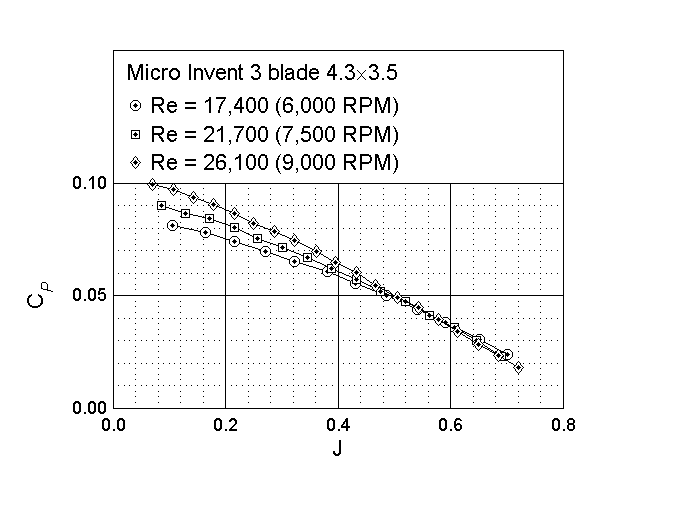 Micro Invent 3 blade 4.3×3.5
Re = 17,400 (6,000 RPM)
Re = 21,700 (7,500 RPM)
Re = 26,100 (9,000 RPM)
0.10
0.05
0.00
CP
0.0 0.2 0.4 0.6 0.8
J